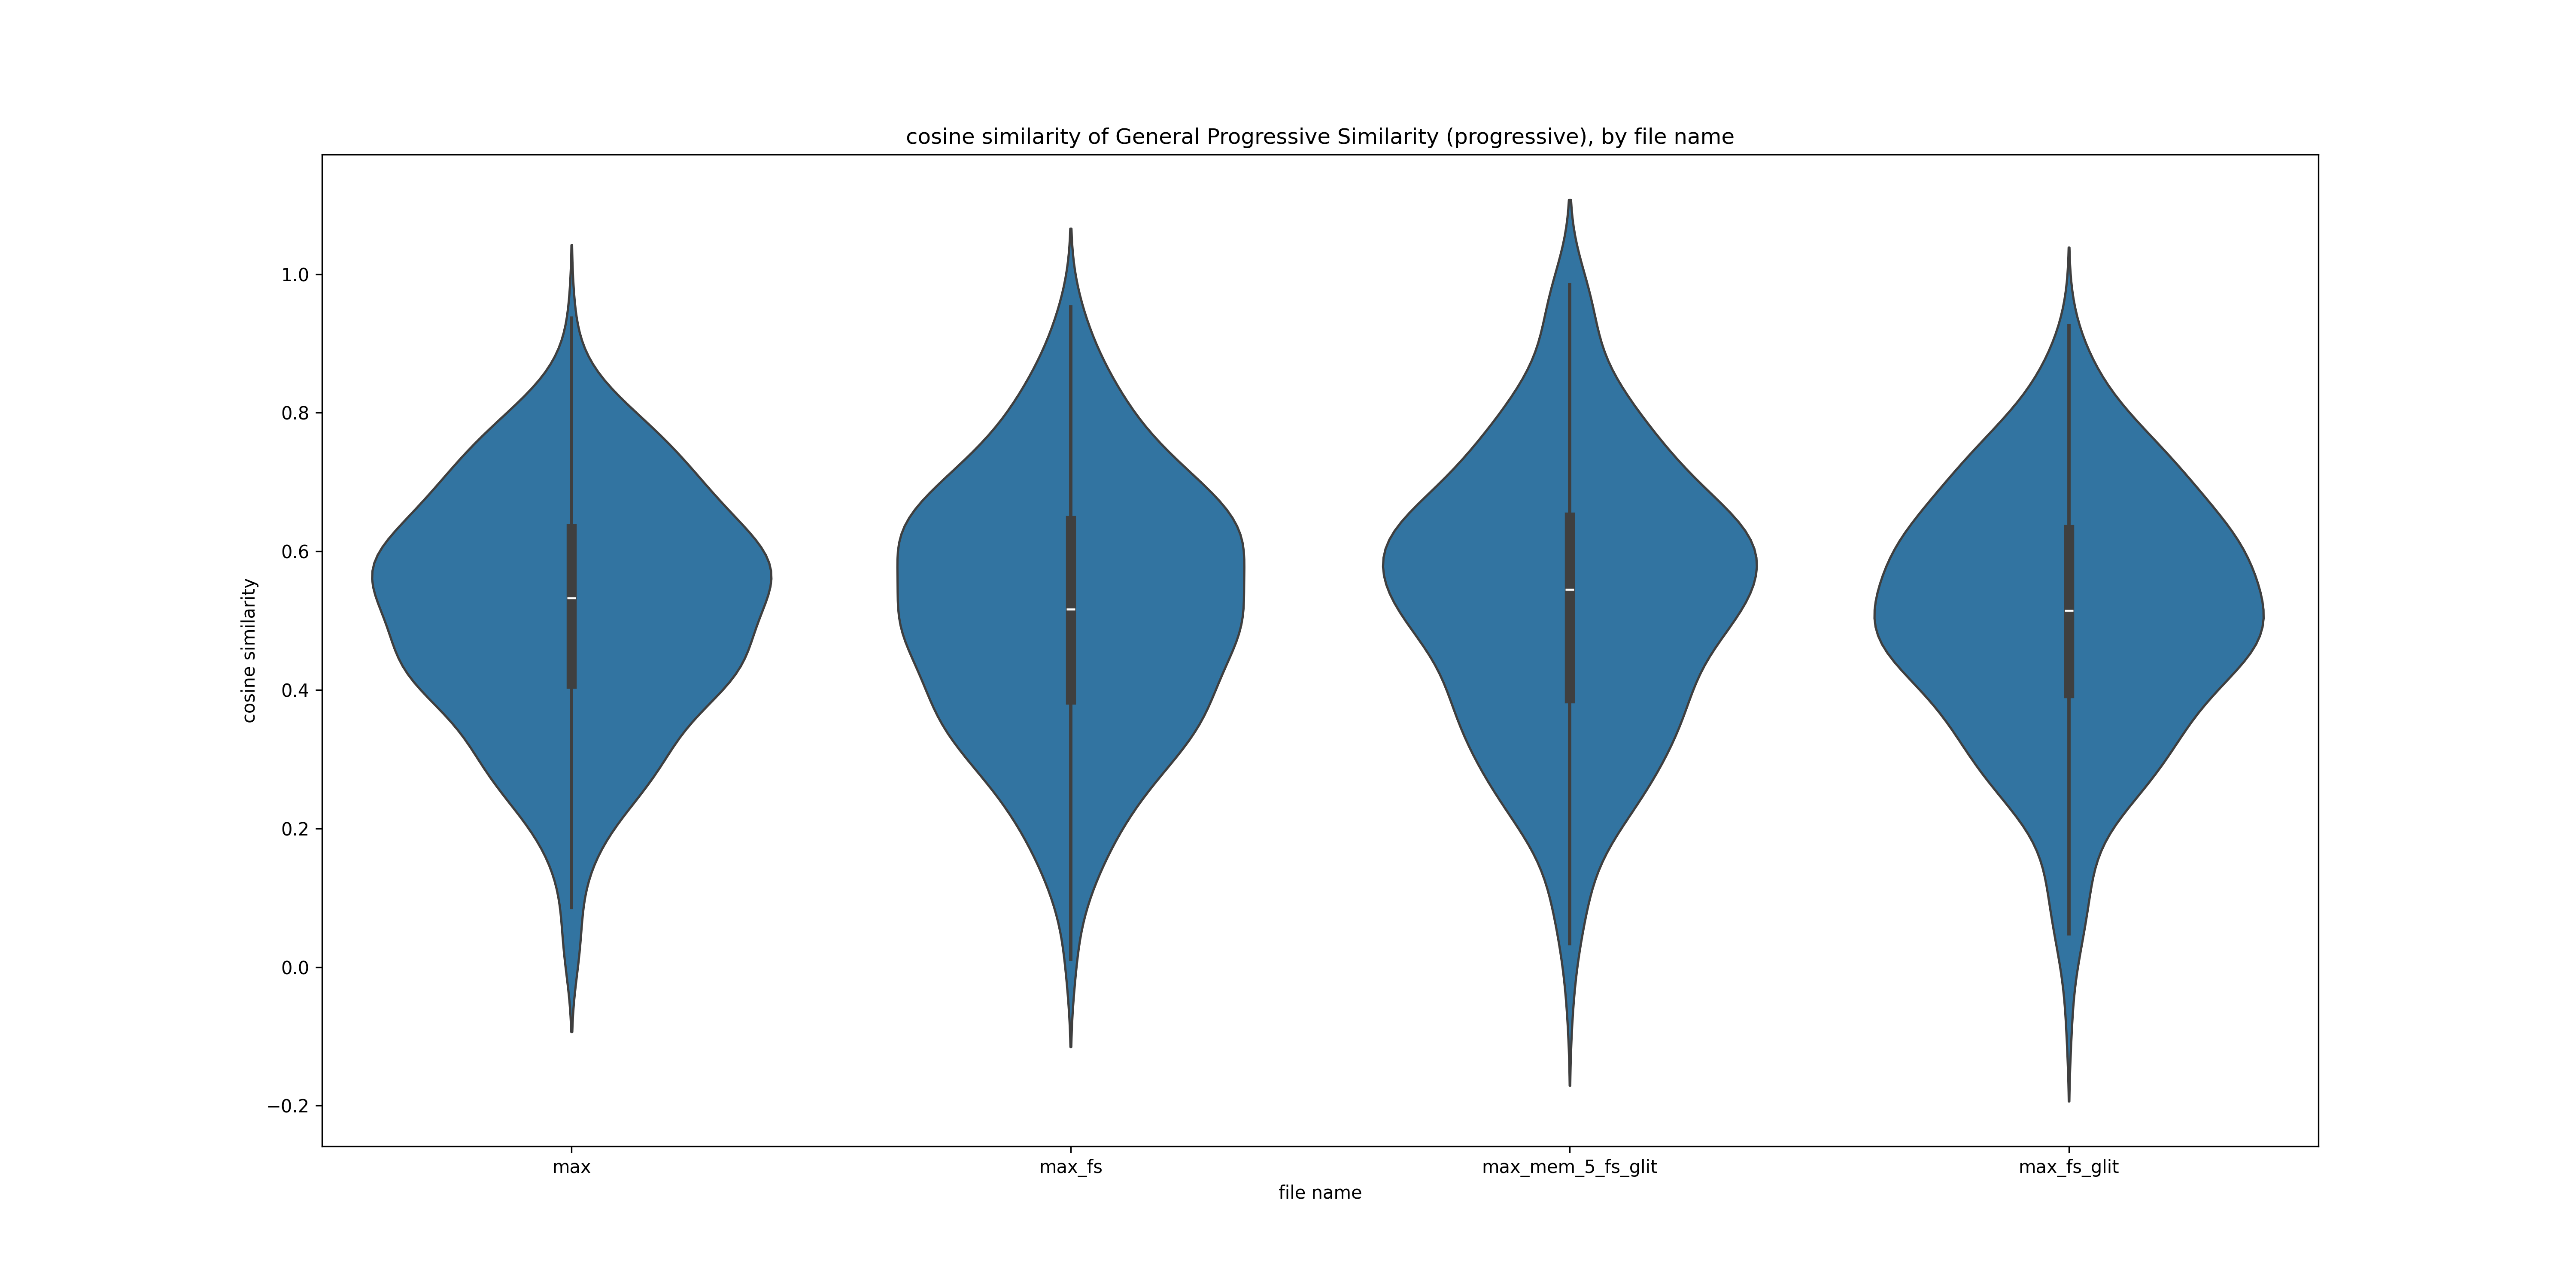 cosine similarity of General Progressive Similarity (progressive), by file name
cosine similarity
1.0
0.8
0.6
0.4
0.2
0.0
−0.2
max max_fs max_mem_5_fs_glit max_fs_glit
file name